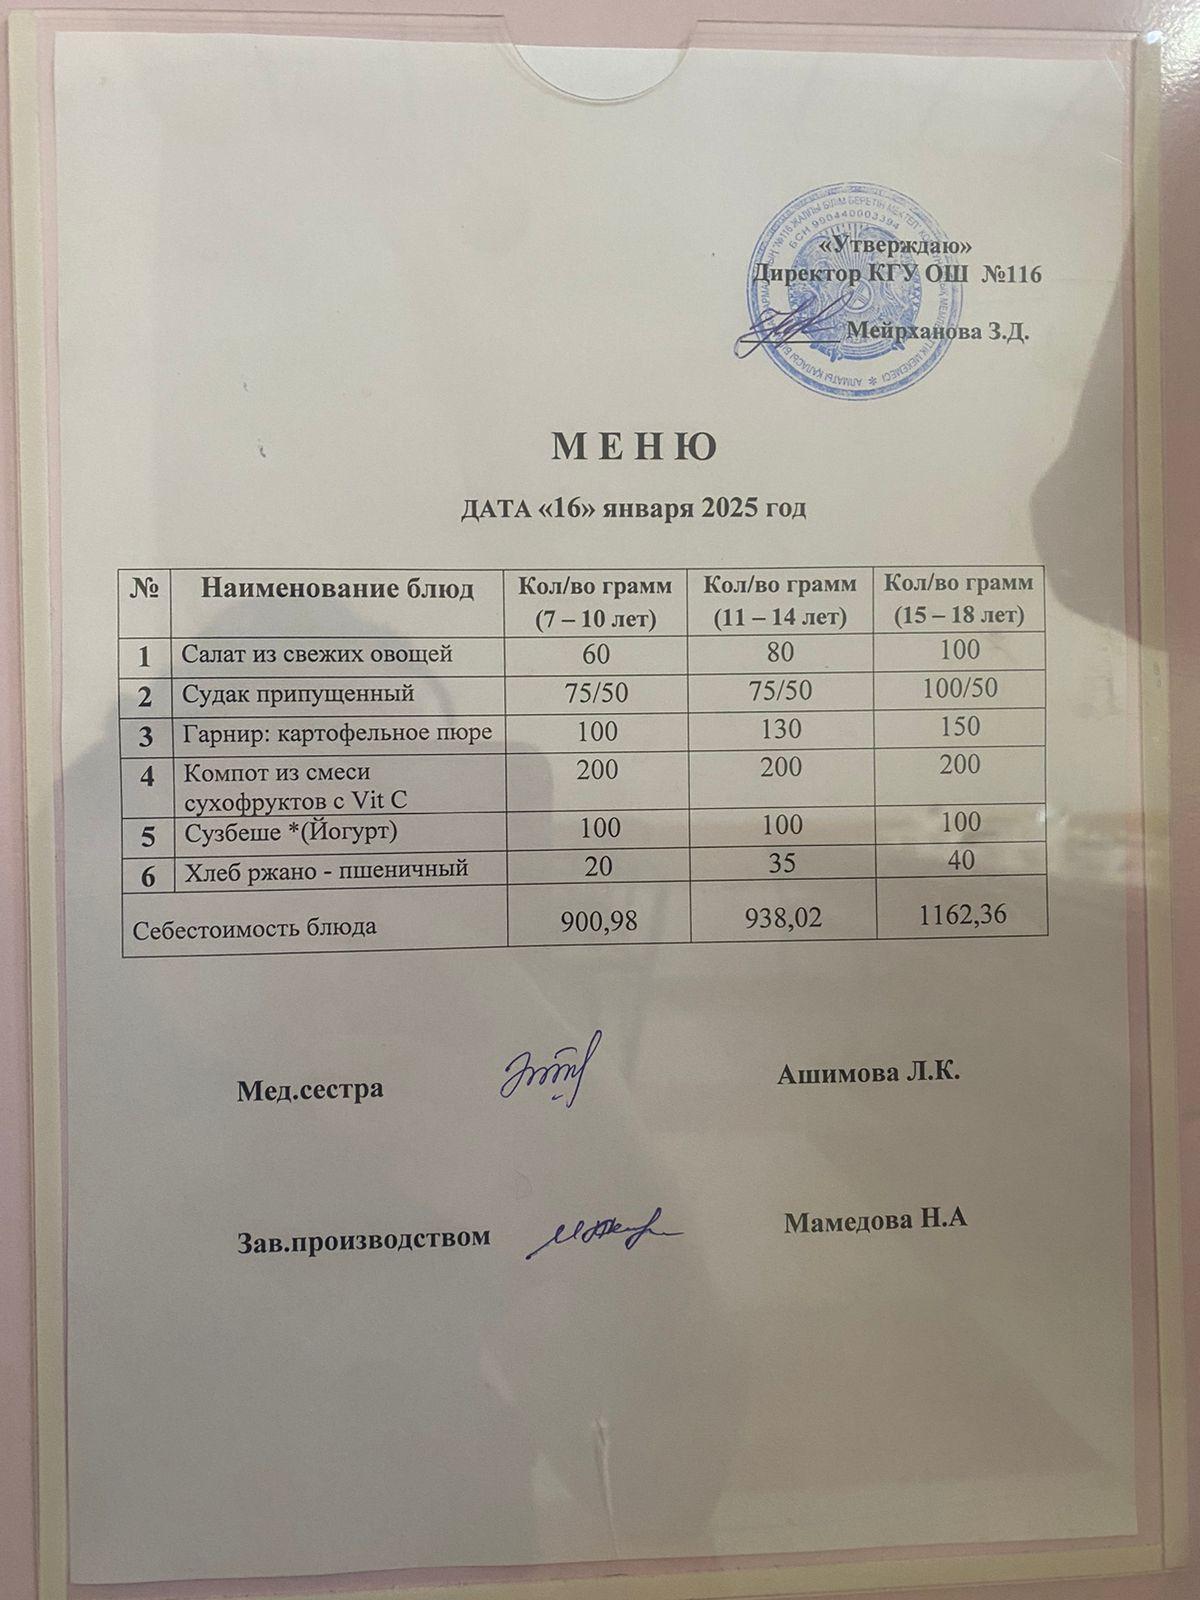 «Утверждаю»
Директор КГУ ОШ №116
Мейрханова З.Д.
БСН 990440003394
М Е Н Ю
ДАТА «16» января 2025 год
№ Наименование блюд Кол/во грамм (7 – 10 лет) Кол/во грамм (11 – 14 лет) Кол/во грамм (15 – 18 лет)
1 Салат из свежих овощей 60 80 100
2 Судак припущенный 75/50 75/50 100/50
3 Гарнир: картофельное пюре 100 130 150
4 Компот из смеси 200 200 200
сухофруктов с Vit C
5 Сузбеше *(Йогурт) 100 100 100
6 Хлеб ржано - пшеничный 20 35 40
Себестоимость блюда 900,98 938,02 1162,36
Мед.сестра Ашимова Л.К.
Зав.производством Мамедова Н.А